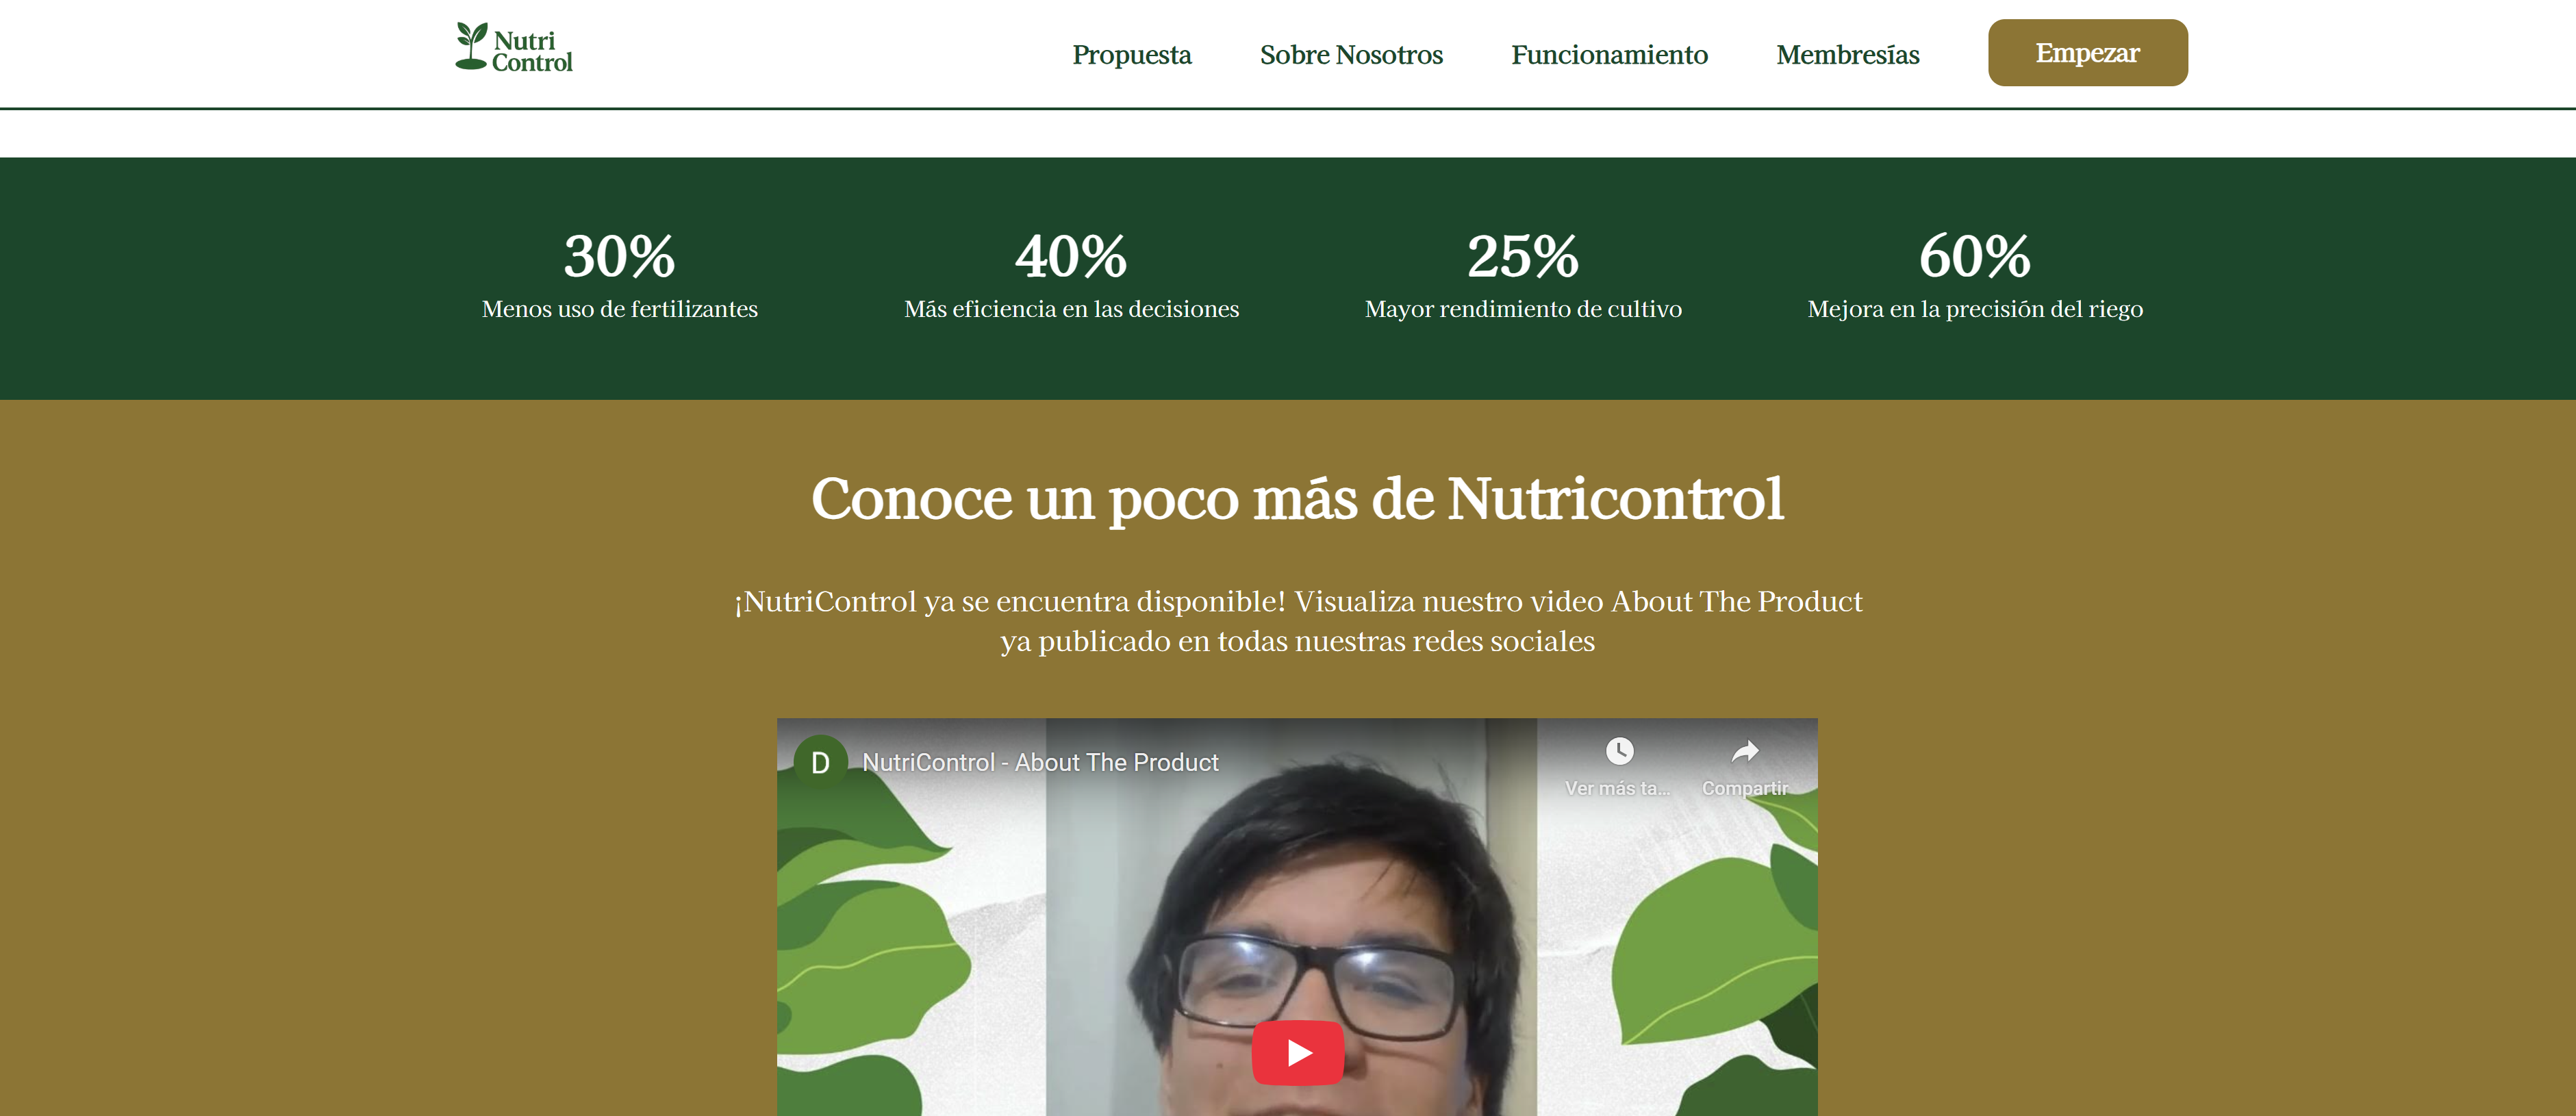 Nutri
Control
Propuesta
Sobre Nosotros
Funcionamiento
Membresías
Empezar
30%
Menos uso de fertilizantes
40%
Más eficiencia en las decisiones
25%
Mayor rendimiento de cultivo
60%
Mejora en la precisión del riego
Conoce un poco más de Nutricontrol
¡NutriControl ya se encuentra disponible! Visualiza nuestro video About The Product
ya publicado en todas nuestras redes sociales
D
NutriControl - About The Product
Ver más ta...
Compartir